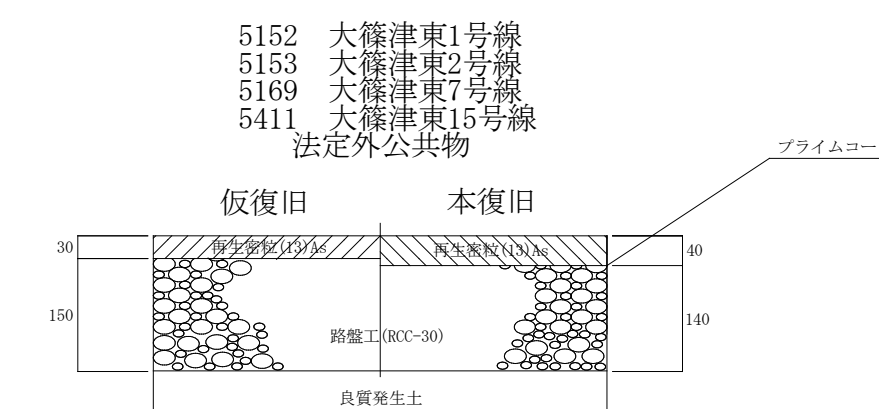 5152 大篠津東1号線
5153 大篠津東2号線
5169 大篠津東7号線
5411 大篠津東15号線
法定外公共物
プライムコー
仮復旧 本復旧
30 再生密粒(13)As 再生密粒(13)As 40
150 路盤工(RCC-30) 140
良質発生土